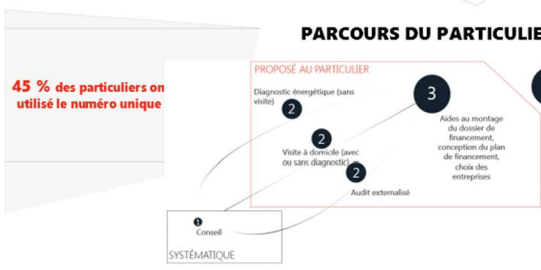 PARCOURS DU PARTICULIE
45 % des particuliers on
utilisé le numéro unique
PROPOSÉ AU PARTICULIER
Diagnostic énergétique (sans
visite)
2
2
Visite à domicile (avec
ou sans diagnostic)
2
Audit externalisé
3
Aides au montage
du dossier de
financement,
conception du plan
de financement,
choix des
entreprises
1
Conseil
SYSTÉMATIQUE